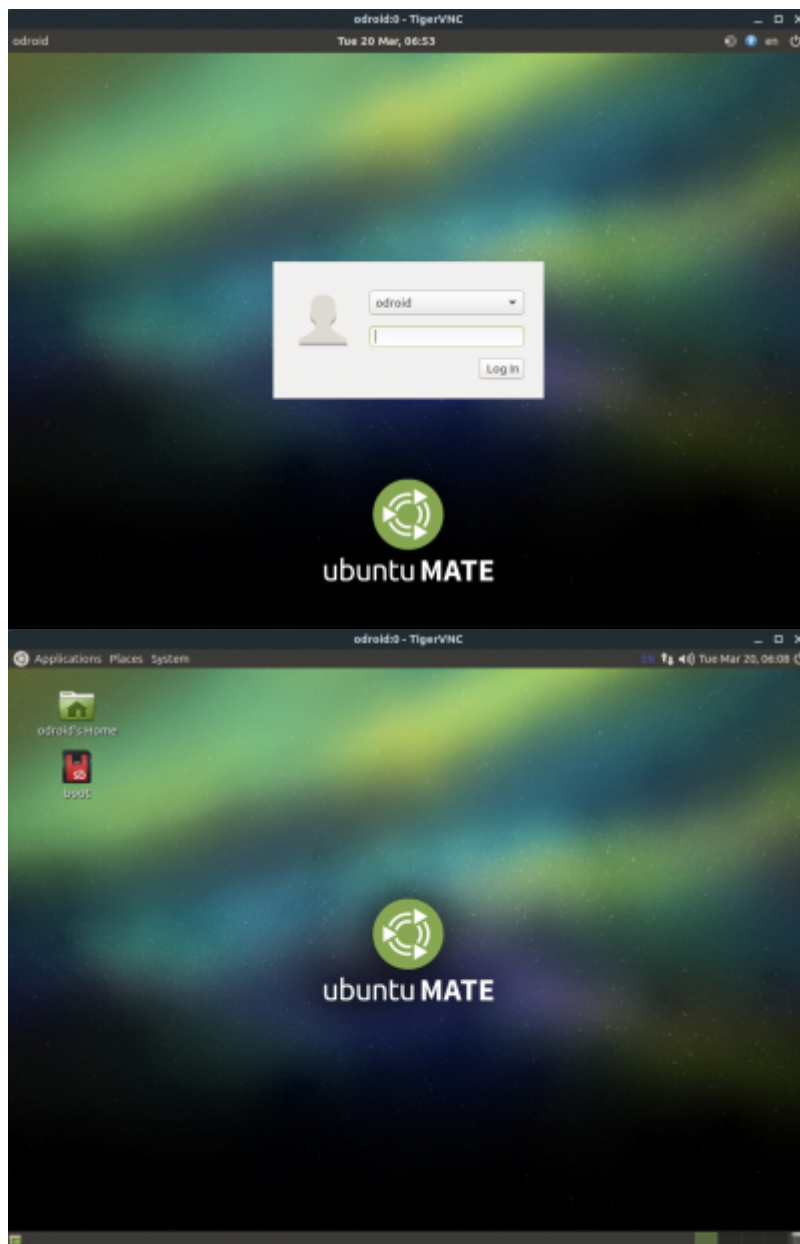 odroid:0 - TigerVNC
odroid Tue 20 Mar, 06:53 en
odroid
Log In
ubuntu MATE
odroid:0 - TigerVNC
Applications Places System EN Tue Mar 20, 06:08
odroid's Home
SD
boot
ubuntu MATE